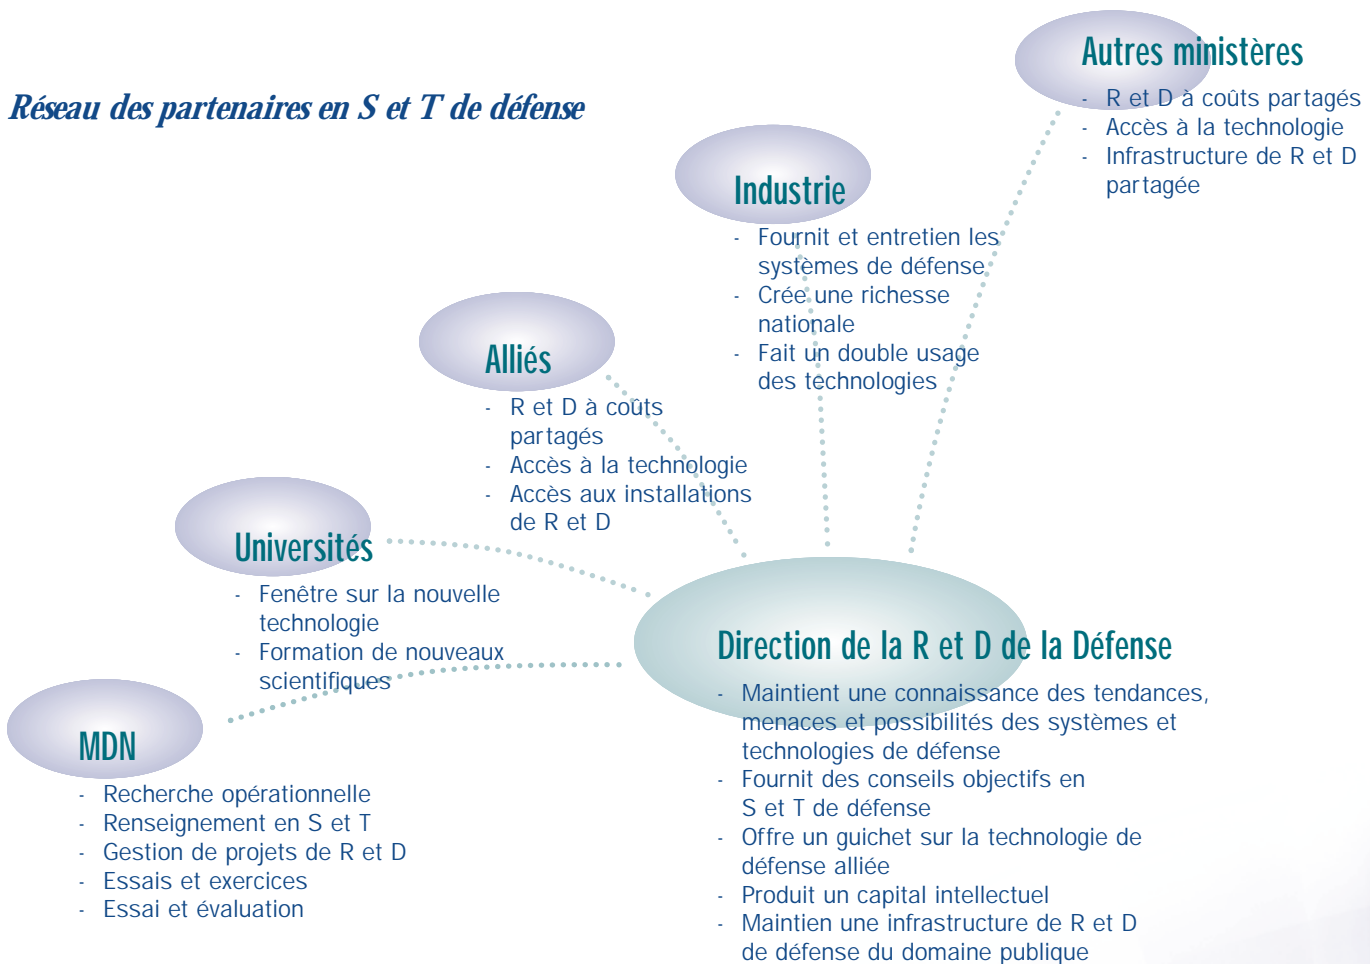 Réseau des partenaires en S et T de défense
Autres ministères
- R et D à coûts partagés
- Accès à la technologie
- Infrastructure de R et D
partagée
Industrie
- Fournit et entretien les
systèmes de défense
- Crée une richesse
nationale
- Fait un double usage
des technologies
Alliés
- R et D à coûts
partagés
- Accès à la technologie
- Accès aux installations
de R et D
Universités
- Fenêtre sur la nouvelle
technologie
- Formation de nouveaux
scientifiques
MDN
- Recherche opérationnelle
- Renseignement en S et T
- Gestion de projets de R et D
- Essais et exercices
- Essai et évaluation
Direction de la R et D de la Défense
- Maintient une connaissance des tendances,
menaces et possibilités des systèmes et
technologies de défense
- Fournit des conseils objectifs en
S et T de défense
- Offre un guichet sur la technologie de
défense alliée
- Produit un capital intellectuel
- Maintien une infrastructure de R et D
de défense du domaine publique